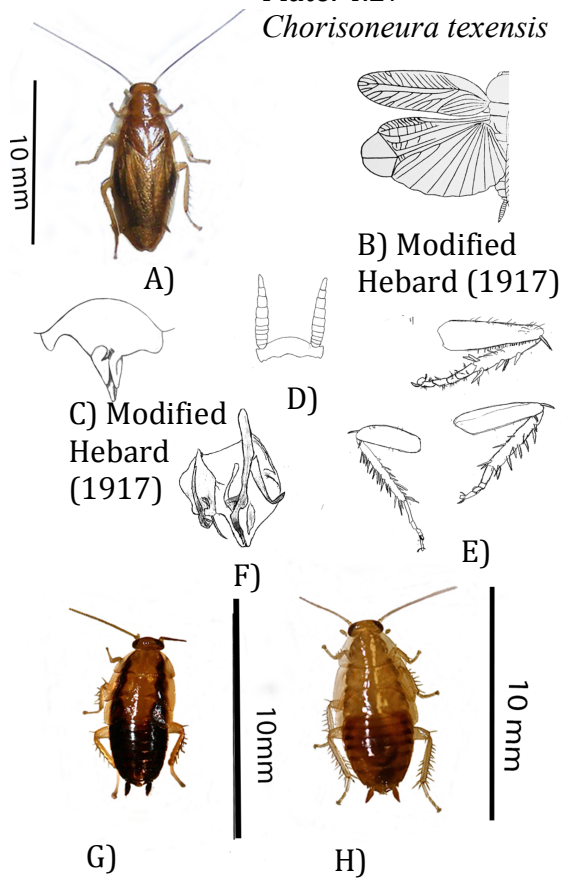 Chorisoneura texensis
10 mm
A)
B) Modified
Hebard (1917)
C) Modified
Hebard
(1917)
D)
E)
F)
10mm
G)
10 mm
H)